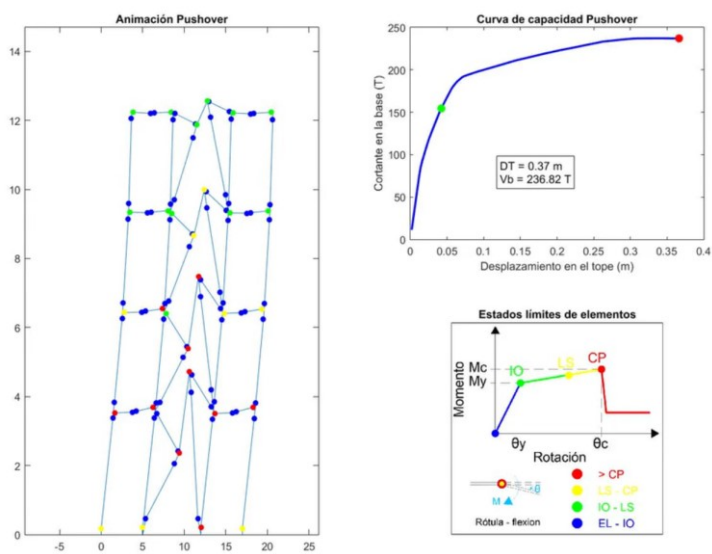 Animación Pushover
14
12
10
8
6
4
2
0
-5
0
5
10
15
20
25
Curva de capacidad Pushover
Cortante en la base (T)
250
200
150
100
50
0
DT = 0.37 m
Vb = 236.82 T
0
0.05
0.1
0.15
0.2
0.25
0.3
0.35
0.4
Desplazamiento en el tope (m)
Estados límites de elementos
Momento
Mc
My
IO
LS
CP
θy
θc
Rotación
> CP
LS - CP
IO - LS
EL - IO
M
θ
Rótula - flexion